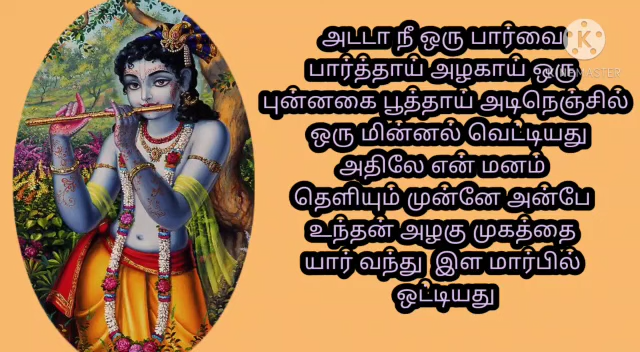 அடடா நீ ஒரு பார்வை
பார்த்தாய் அழகாய் ஒரு
புன்னகை பூத்தாய் அடிநெஞ்சில்
ஒரு மின்னல் வெட்டியது
அதிலே என் மனம்
தெளியும் முன்னே அன்பே
உந்தன் அழகு முகத்தை
யார் வந்து இள மார்பில்
ஒட்டியது
KINEMASTER